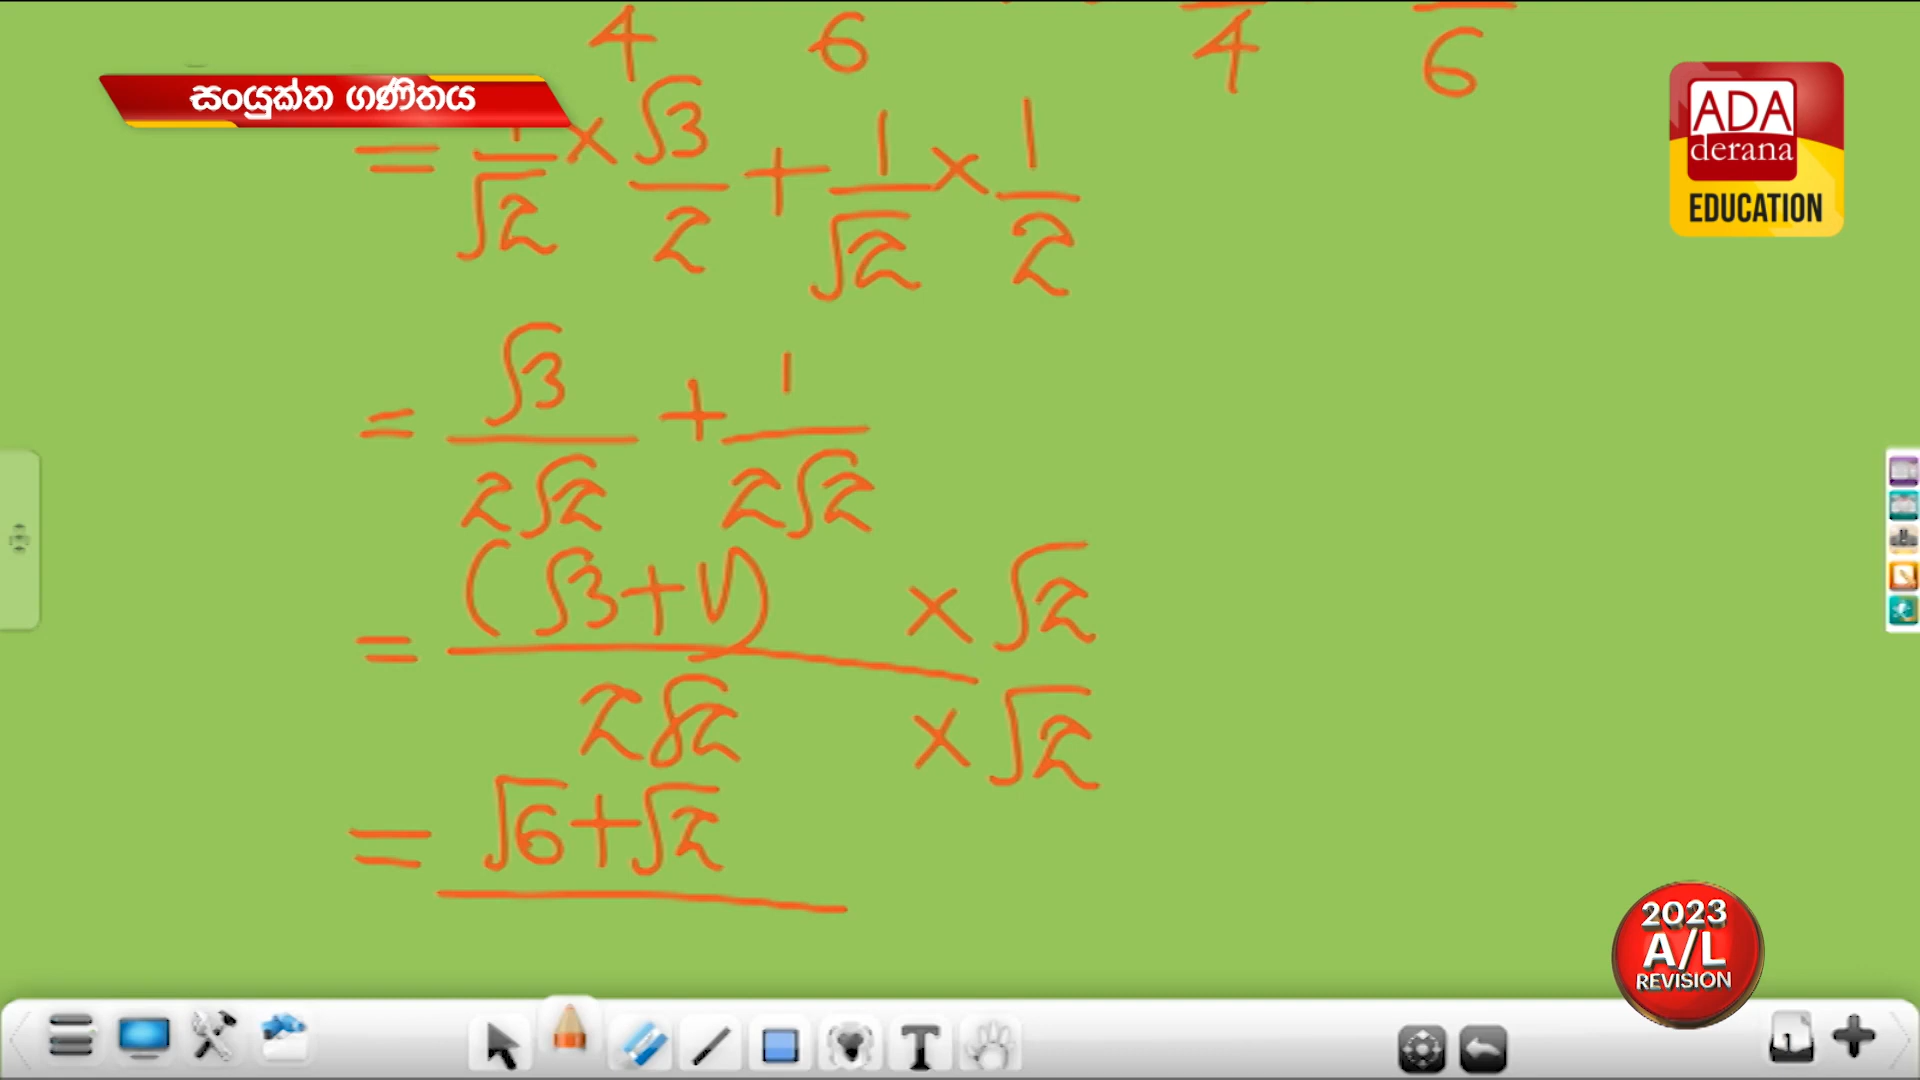 4 6 4 6
සංයුක්ත ගණිතය
ADA
derana
EDUCATION
= 1/√2 × √3/2 + 1/√2 × 1/2
= √3/2√2 + 1/2√2
= (√3+1)/2√2 × √2/× √2
= √6+√2
2023
A/L
REVISION
T
1